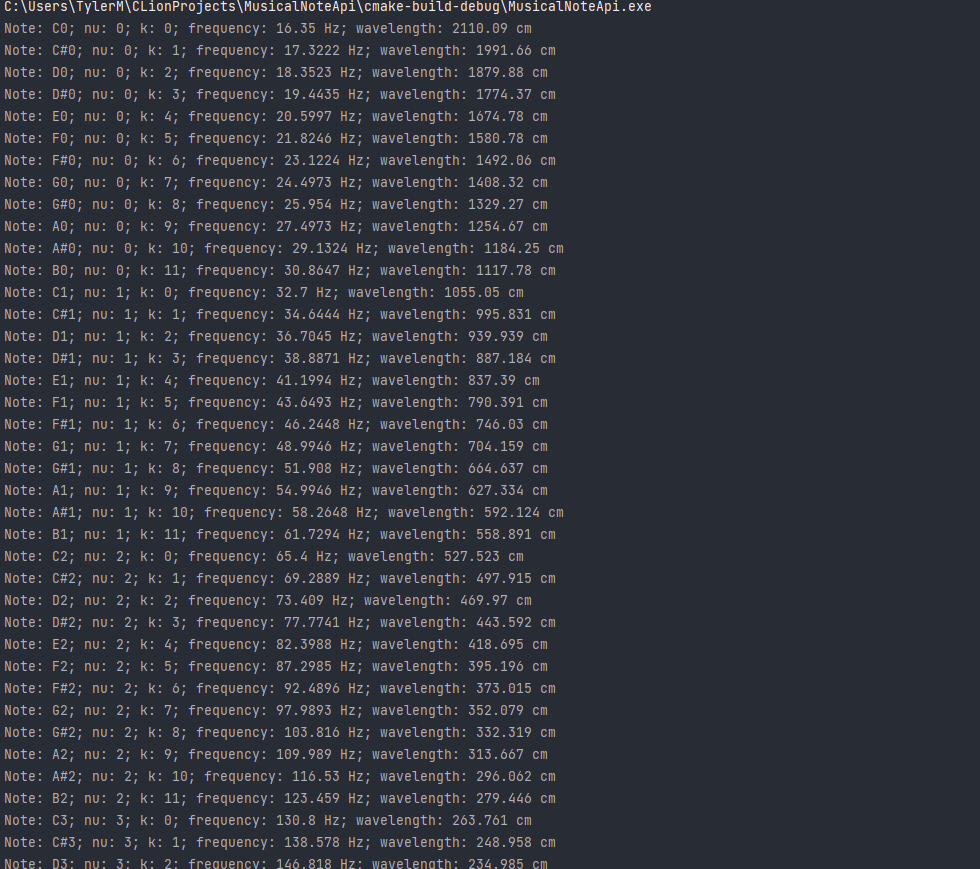 C:\Users\TylerM\CLionProjects\MusicalNoteApi\cmake-build-debug\MusicalNoteApi.exe
Note: C0; nu: 0; k: 0; frequency: 16.35 Hz; wavelength: 2110.09 cm
Note: C#0; nu: 0; k: 1; frequency: 17.3222 Hz; wavelength: 1991.66 cm
Note: D0; nu: 0; k: 2; frequency: 18.3523 Hz; wavelength: 1879.88 cm
Note: D#0; nu: 0; k: 3; frequency: 19.4435 Hz; wavelength: 1774.37 cm
Note: E0; nu: 0; k: 4; frequency: 20.5997 Hz; wavelength: 1674.78 cm
Note: F0; nu: 0; k: 5; frequency: 21.8246 Hz; wavelength: 1580.78 cm
Note: F#0; nu: 0; k: 6; frequency: 23.1224 Hz; wavelength: 1492.06 cm
Note: G0; nu: 0; k: 7; frequency: 24.4973 Hz; wavelength: 1408.32 cm
Note: G#0; nu: 0; k: 8; frequency: 25.954 Hz; wavelength: 1329.27 cm
Note: A0; nu: 0; k: 9; frequency: 27.4973 Hz; wavelength: 1254.67 cm
Note: A#0; nu: 0; k: 10; frequency: 29.1324 Hz; wavelength: 1184.25 cm
Note: B0; nu: 0; k: 11; frequency: 30.8647 Hz; wavelength: 1117.78 cm
Note: C1; nu: 1; k: 0; frequency: 32.7 Hz; wavelength: 1055.05 cm
Note: C#1; nu: 1; k: 1; frequency: 34.6444 Hz; wavelength: 995.831 cm
Note: D1; nu: 1; k: 2; frequency: 36.7045 Hz; wavelength: 939.939 cm
Note: D#1; nu: 1; k: 3; frequency: 38.8871 Hz; wavelength: 887.184 cm
Note: E1; nu: 1; k: 4; frequency: 41.1994 Hz; wavelength: 837.39 cm
Note: F1; nu: 1; k: 5; frequency: 43.6493 Hz; wavelength: 790.391 cm
Note: F#1; nu: 1; k: 6; frequency: 46.2448 Hz; wavelength: 746.03 cm
Note: G1; nu: 1; k: 7; frequency: 48.9946 Hz; wavelength: 704.159 cm
Note: G#1; nu: 1; k: 8; frequency: 51.908 Hz; wavelength: 664.637 cm
Note: A1; nu: 1; k: 9; frequency: 54.9946 Hz; wavelength: 627.334 cm
Note: A#1; nu: 1; k: 10; frequency: 58.2648 Hz; wavelength: 592.124 cm
Note: B1; nu: 1; k: 11; frequency: 61.7294 Hz; wavelength: 558.891 cm
Note: C2; nu: 2; k: 0; frequency: 65.4 Hz; wavelength: 527.523 cm
Note: C#2; nu: 2; k: 1; frequency: 69.2889 Hz; wavelength: 497.915 cm
Note: D2; nu: 2; k: 2; frequency: 73.409 Hz; wavelength: 469.97 cm
Note: D#2; nu: 2; k: 3; frequency: 77.7741 Hz; wavelength: 443.592 cm
Note: E2; nu: 2; k: 4; frequency: 82.3988 Hz; wavelength: 418.695 cm
Note: F2; nu: 2; k: 5; frequency: 87.2985 Hz; wavelength: 395.196 cm
Note: F#2; nu: 2; k: 6; frequency: 92.4896 Hz; wavelength: 373.015 cm
Note: G2; nu: 2; k: 7; frequency: 97.9893 Hz; wavelength: 352.079 cm
Note: G#2; nu: 2; k: 8; frequency: 103.816 Hz; wavelength: 332.319 cm
Note: A2; nu: 2; k: 9; frequency: 109.989 Hz; wavelength: 313.667 cm
Note: A#2; nu: 2; k: 10; frequency: 116.53 Hz; wavelength: 296.062 cm
Note: B2; nu: 2; k: 11; frequency: 123.459 Hz; wavelength: 279.446 cm
Note: C3; nu: 3; k: 0; frequency: 130.8 Hz; wavelength: 263.761 cm
Note: C#3; nu: 3; k: 1; frequency: 138.578 Hz; wavelength: 248.958 cm
Note: D3; nu: 3; k: 2; frequency: 146.818 Hz; wavelength: 234.985 cm